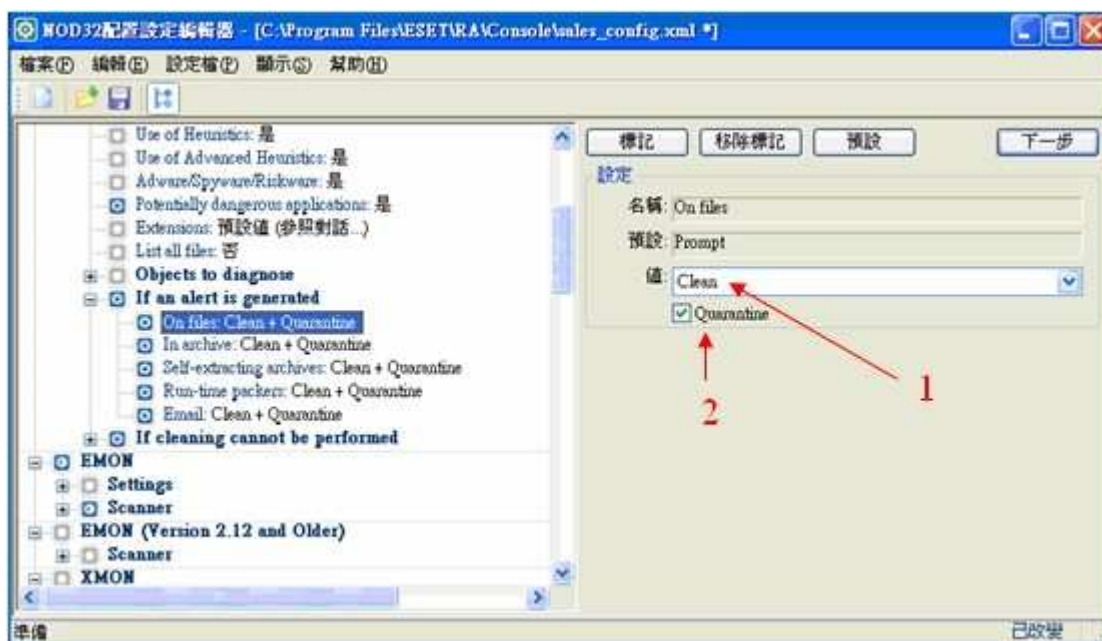 NOD32配置設定編輯器 - [C:\Program Files\ESET\RA\Console\sales_config.xml *]
檔案(F) 編輯(E) 設定檔(P) 顯示(S) 幫助(H)
Use of Heuristics: 是
Use of Advanced Heuristics: 是
Adware/Spyware/Riskware: 是
Potentially dangerous applications: 是
Extensions: 預設值 (參照對話...)
List all files: 否
Objects to diagnose
If an alert is generated
On files: Clean + Quarantine
In archive: Clean + Quarantine
Self-extracting archives: Clean + Quarantine
Run-time packers: Clean + Quarantine
Email: Clean + Quarantine
If cleaning cannot be performed
EMON
Settings
Scanner
EMON (Version 2.12 and Older)
Scanner
XMON
標記 移除標記 預設 下一步
設定
名稱: On files
預設: Prompt
值: Clean
Quarantine
1
2
準備 已改變